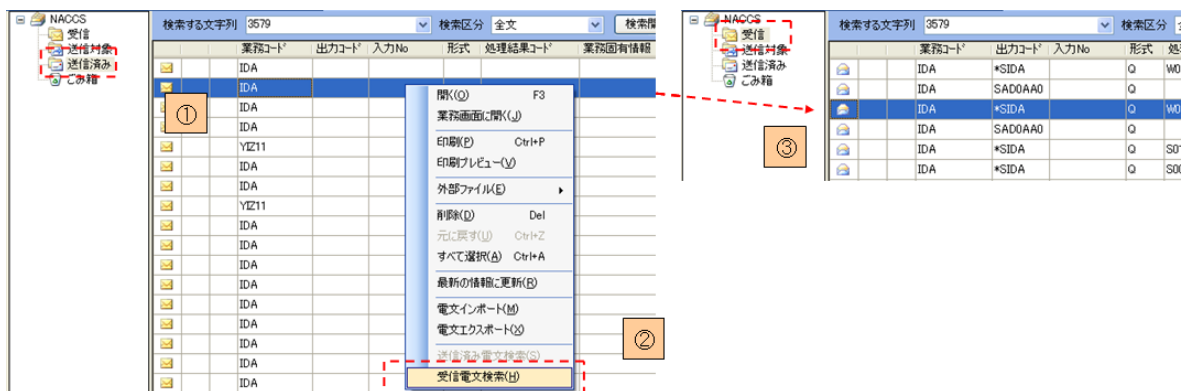 NACCS
受信
送信対象
送信済み
ごみ箱
検索する文字列 3579 検索区分 全文
業務コード 出力コード 入力No 形式 処理結果コード 業務固有情報
IDA
IDA
IDA
IDA
YIZ11
IDA
IDA
YIZ11
IDA
IDA
IDA
IDA
IDA
IDA
IDA
IDA
IDA
①
開く(O) F3
業務画面に開く(J)
印刷(P) Ctrl+P
印刷プレビュー(V)
外部ファイル(E)
削除(D) Del
元に戻す(U) Ctrl+Z
すべて選択(A) Ctrl+A
最新の情報に更新(R)
電文インポート(M)
電文エクスポート(X)
送信済み電文検索(S)
受信電文検索(H)
②
NACCS
受信
送信対象
送信済み
ごみ箱
検索する文字列 3579 検索区分
業務コード 出力コード 入力No 形式
IDA *SIDA Q
IDA SAD0AA0 Q
IDA *SIDA Q
IDA SAD0AA0 Q
IDA *SIDA Q
IDA *SIDA Q
③